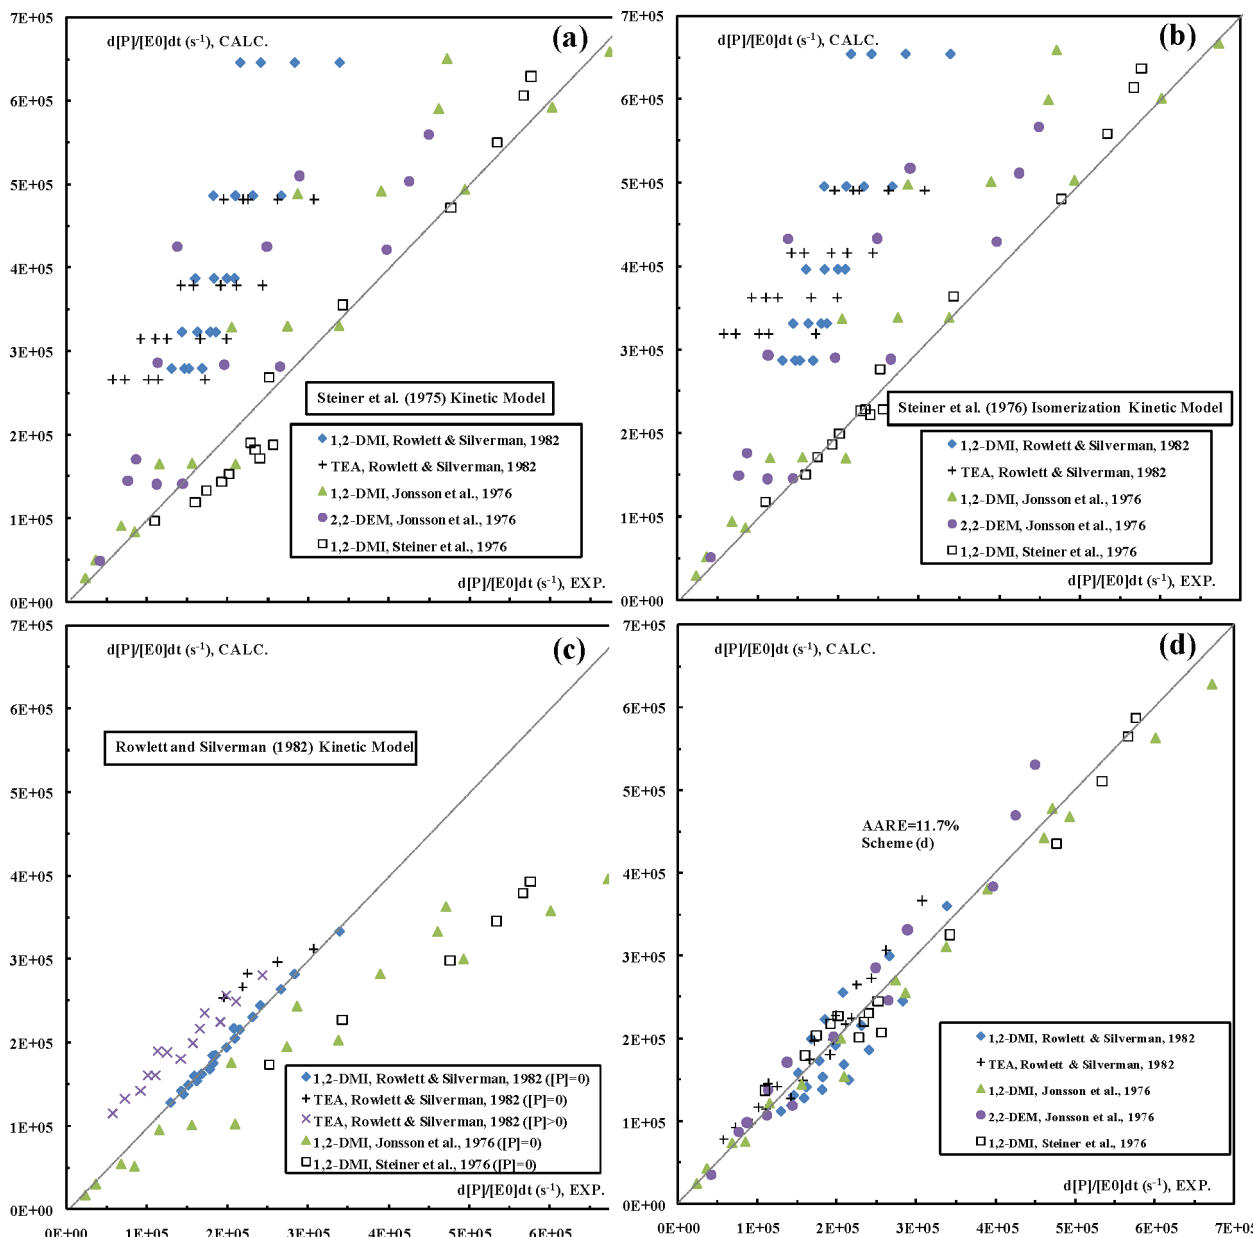 7E+05
d[P]/[E0]dt (s⁻¹), CALC.
(a)
6E+05
5E+05
4E+05
3E+05
2E+05
1E+05
0E+00
Steiner et al. (1975) Kinetic Model
1,2-DMI, Rowlett & Silverman, 1982
TEA, Rowlett & Silverman, 1982
1,2-DMI, Jonsson et al., 1976
2,2-DEM, Jonsson et al., 1976
1,2-DMI, Steiner et al., 1976
d[P]/[E0]dt (s⁻¹), EXP.
7E+05
d[P]/[E0]dt (s⁻¹), CALC.
(b)
6E+05
5E+05
4E+05
3E+05
2E+05
1E+05
0E+00
Steiner et al. (1976) Isomerization Kinetic Model
1,2-DMI, Rowlett & Silverman, 1982
TEA, Rowlett & Silverman, 1982
1,2-DMI, Jonsson et al., 1976
2,2-DEM, Jonsson et al., 1976
1,2-DMI, Steiner et al., 1976
d[P]/[E0]dt (s⁻¹), EXP.
7E+05
d[P]/[E0]dt (s⁻¹), CALC.
(c)
6E+05
5E+05
4E+05
3E+05
2E+05
1E+05
0E+00
Rowlett and Silverman (1982) Kinetic Model
1,2-DMI, Rowlett & Silverman, 1982 ([P]=0)
TEA, Rowlett & Silverman, 1982 ([P]=0)
TEA, Rowlett & Silverman, 1982 ([P]>0)
1,2-DMI, Jonsson et al., 1976 ([P]=0)
1,2-DMI, Steiner et al., 1976 ([P]=0)
d[P]/[E0]dt (s⁻¹), EXP.
0E+00 1E+05 2E+05 3E+05 4E+05 5E+05 6E+05
7E+05
d[P]/[E0]dt (s⁻¹), CALC.
(d)
6E+05
5E+05
4E+05
3E+05
2E+05
1E+05
0E+00
AARE=11.7%
Scheme (d)
1,2-DMI, Rowlett & Silverman, 1982
TEA, Rowlett & Silverman, 1982
1,2-DMI, Jonsson et al., 1976
2,2-DEM, Jonsson et al., 1976
1,2-DMI, Steiner et al., 1976
d[P]/[E0]dt (s⁻¹), EXP.
0E+00 1E+05 2E+05 3E+05 4E+05 5E+05 6E+05 7E+05